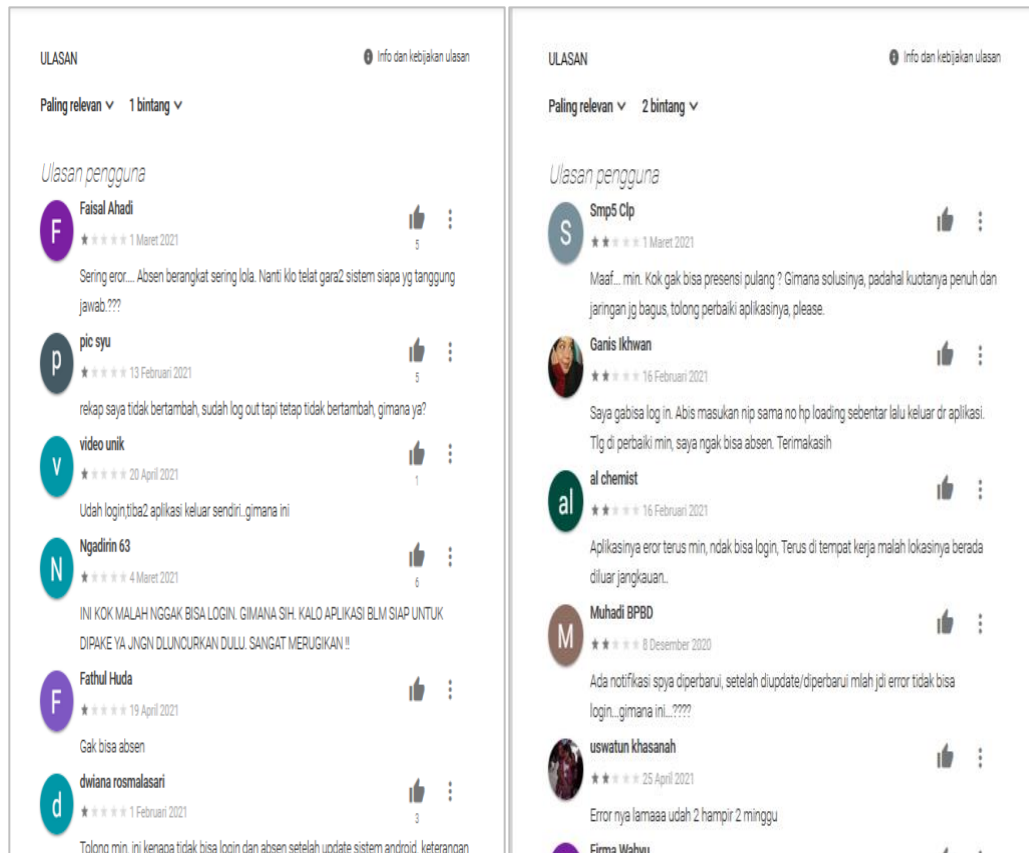 ULASAN
Info dan kebijakan ulasan
Paling relevan 1 bintang
Ulasan pengguna
F
Faisal Ahadi
1 Maret 2021
5
Sering eror.... Absen berangkat sering lola. Nanti klo telat gara2 sistem siapa yg tanggung
jawab.???
p
pic syu
13 Februari 2021
5
rekap saya tidak bertambah, sudah log out tapi tetap tidak bertambah, gimana ya?
v
video unik
20 April 2021
1
Udah login,tiba2 aplikasi keluar sendiri..gimana ini
N
Ngadirin 63
4 Maret 2021
6
INI KOK MALAH NGGAK BISA LOGIN. GIMANA SIH. KALO APLIKASI BLM SIAP UNTUK
DIPAKE YA JNGN DLUNCURKAN DULU. SANGAT MERUGIKAN !!
F
Fathul Huda
19 April 2021
Gak bisa absen
d
dwiana rosmalasari
1 Februari 2021
3
Tolong min, ini kenapa tidak bisa login dan absen setelah update sistem android, keterangan
ULASAN
Info dan kebijakan ulasan
Paling relevan 2 bintang
Ulasan pengguna
S
Smp5 Clp
1 Maret 2021
Maaf.... min. Kok gak bisa presensi pulang ? Gimana solusinya, padahal kuotanya penuh dan
jaringan jg bagus, tolong perbaiki aplikasinya, please.
Ganis Ikhwan
16 Februari 2021
Saya gabisa log in. Abis masukan nip sama no hp loading sebentar lalu keluar dr aplikasi.
Tlg di perbaiki min, saya ngak bisa absen. Terimakasih
al
al chemist
16 Februari 2021
Aplikasinya eror terus min, ndak bisa login, Terus di tempat kerja malah lokasinya berada
diluar jangkauan..
M
Muhadi BPBD
8 Desember 2020
Ada notifikasi spya diperbarui, setelah diupdate/diperbarui mlah jdi error tidak bisa
login...gimana ini...????
uswatun khasanah
25 April 2021
Error nya lamaaa udah 2 hampir 2 minggu
Firma Wahyu